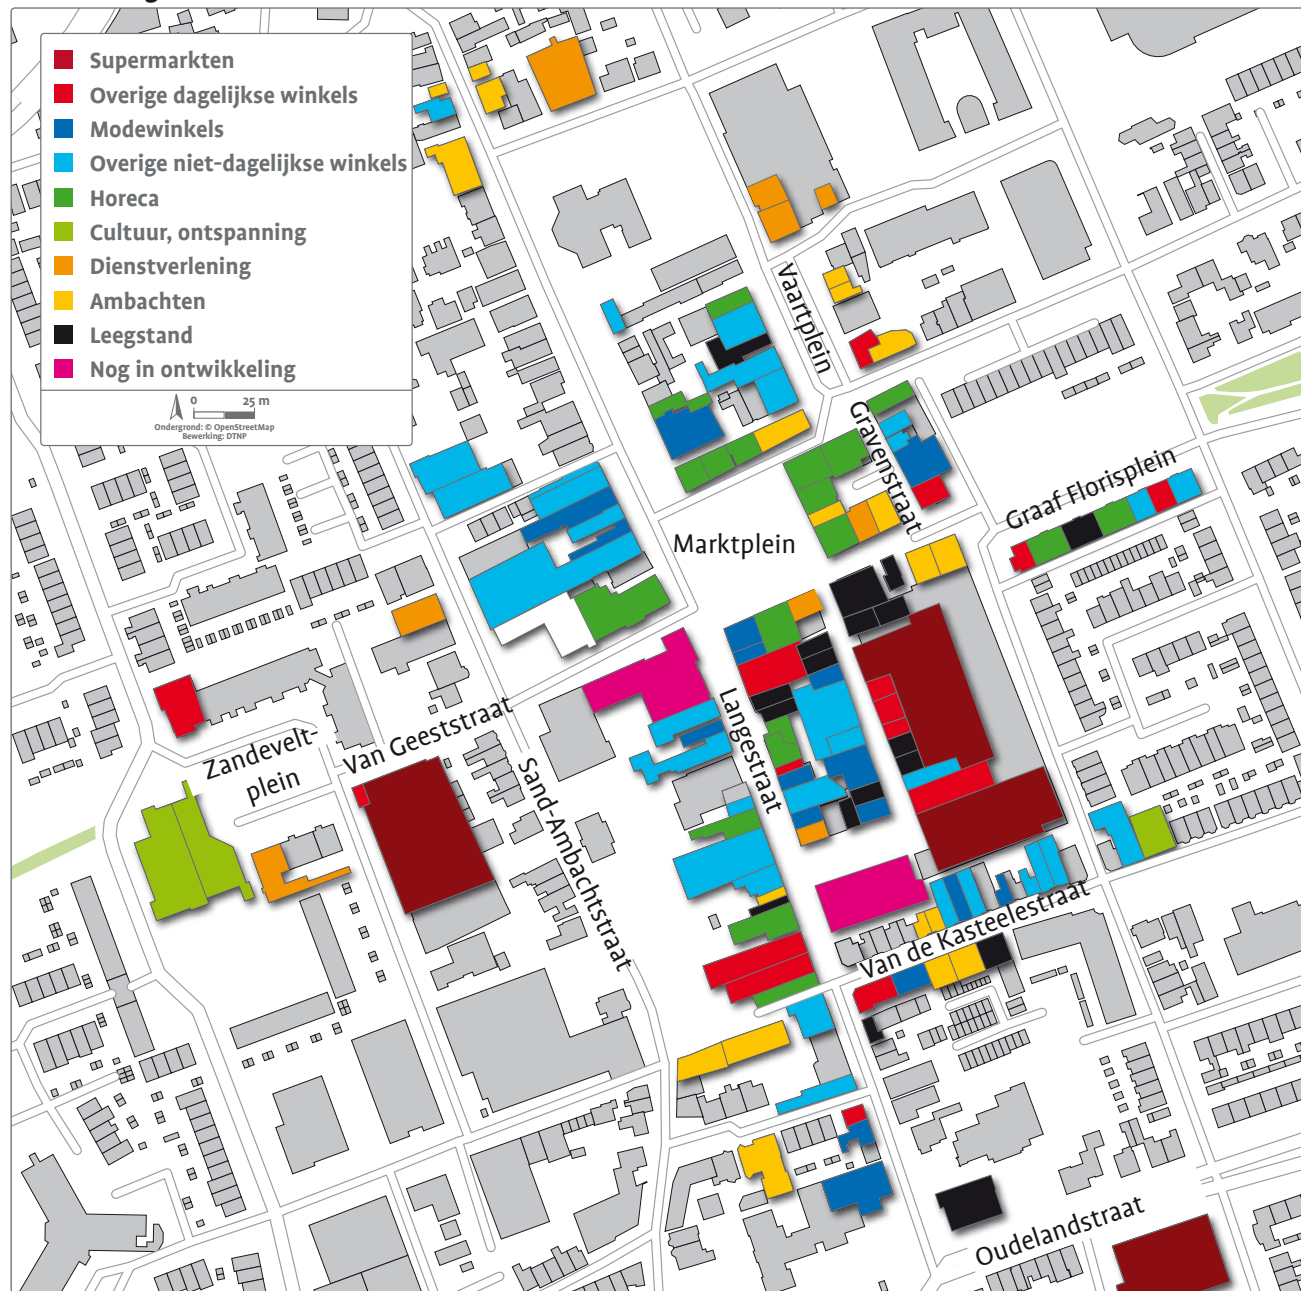 Supermarkten
Overige dagelijkse winkels
Modewinkels
Overige niet-dagelijkse winkels
Horeca
Cultuur, ontspanning
Dienstverlening
Ambachten
Leegstand
Nog in ontwikkeling
0 25 m
Ondergrond: © OpenStreetMap
Bewerking: DTNP
Vaartplein
Gravenstraat
Graaf Florisplein
Marktplein
Langestraat
Van Geeststraat
Zandevelt-
plein
Sand-Ambachtstraat
Van de Kasteelestraat
Oudelandstraat